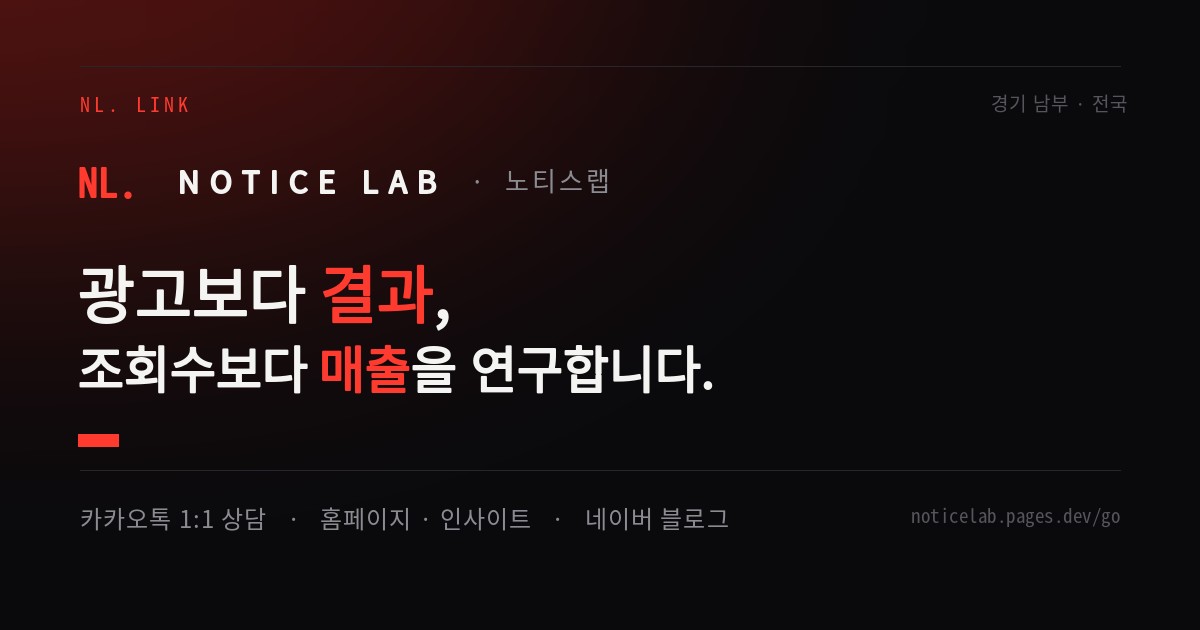 NL. LINK
경기 남부 · 전국
NL. NOTICE LAB · 노티스랩
광고보다 결과,
조회수보다 매출을 연구합니다.
카카오톡 1:1 상담 · 홈페이지 · 인사이트 · 네이버 블로그
noticelab.pages.dev/go